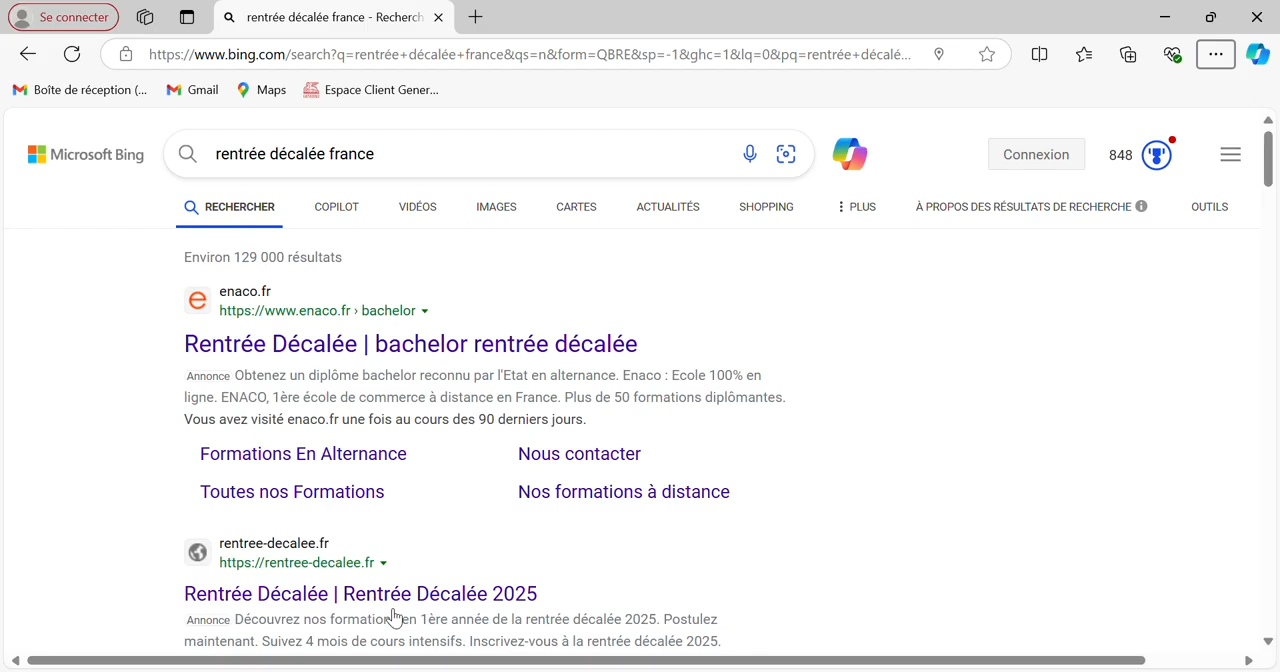 Se connecter
rentrée décalée france - Recherch
https://www.bing.com/search?q=rentrée+décalée+france&qs=n&form=QBRE&sp=-1&ghc=1&lq=0&pq=rentrée+décalé...
Boîte de réception (...
Gmail
Maps
Espace Client Gener...
Microsoft Bing
rentrée décalée france
Connexion
848
RECHERCHER
COPILOT
VIDÉOS
IMAGES
CARTES
ACTUALITÉS
SHOPPING
PLUS
À PROPOS DES RÉSULTATS DE RECHERCHE
OUTILS
Environ 129 000 résultats
enaco.fr
https://www.enaco.fr › bachelor
Rentrée Décalée | bachelor rentrée décalée
Annonce Obtenez un diplôme bachelor reconnu par l'Etat en alternance. Enaco : Ecole 100% en
ligne. ENACO, 1ère école de commerce à distance en France. Plus de 50 formations diplômantes.
Vous avez visité enaco.fr une fois au cours des 90 derniers jours.
Formations En Alternance
Nous contacter
Toutes nos Formations
Nos formations à distance
rentree-decalee.fr
https://rentree-decalee.fr
Rentrée Décalée | Rentrée Décalée 2025
Annonce Découvrez nos formation en 1ère année de la rentrée décalée 2025. Postulez
maintenant. Suivez 4 mois de cours intensifs. Inscrivez-vous à la rentrée décalée 2025.